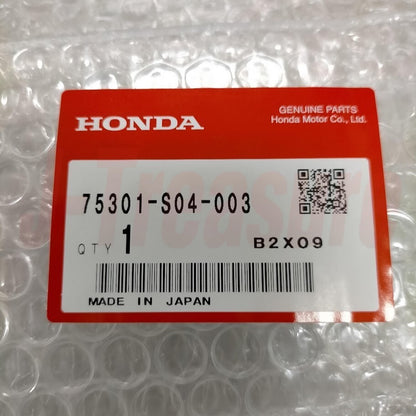 GENUINE PARTS
HONDA Honda Motor Co., Ltd.
75301-S04-003
QTY 1 B2X09
MADE IN JAPAN